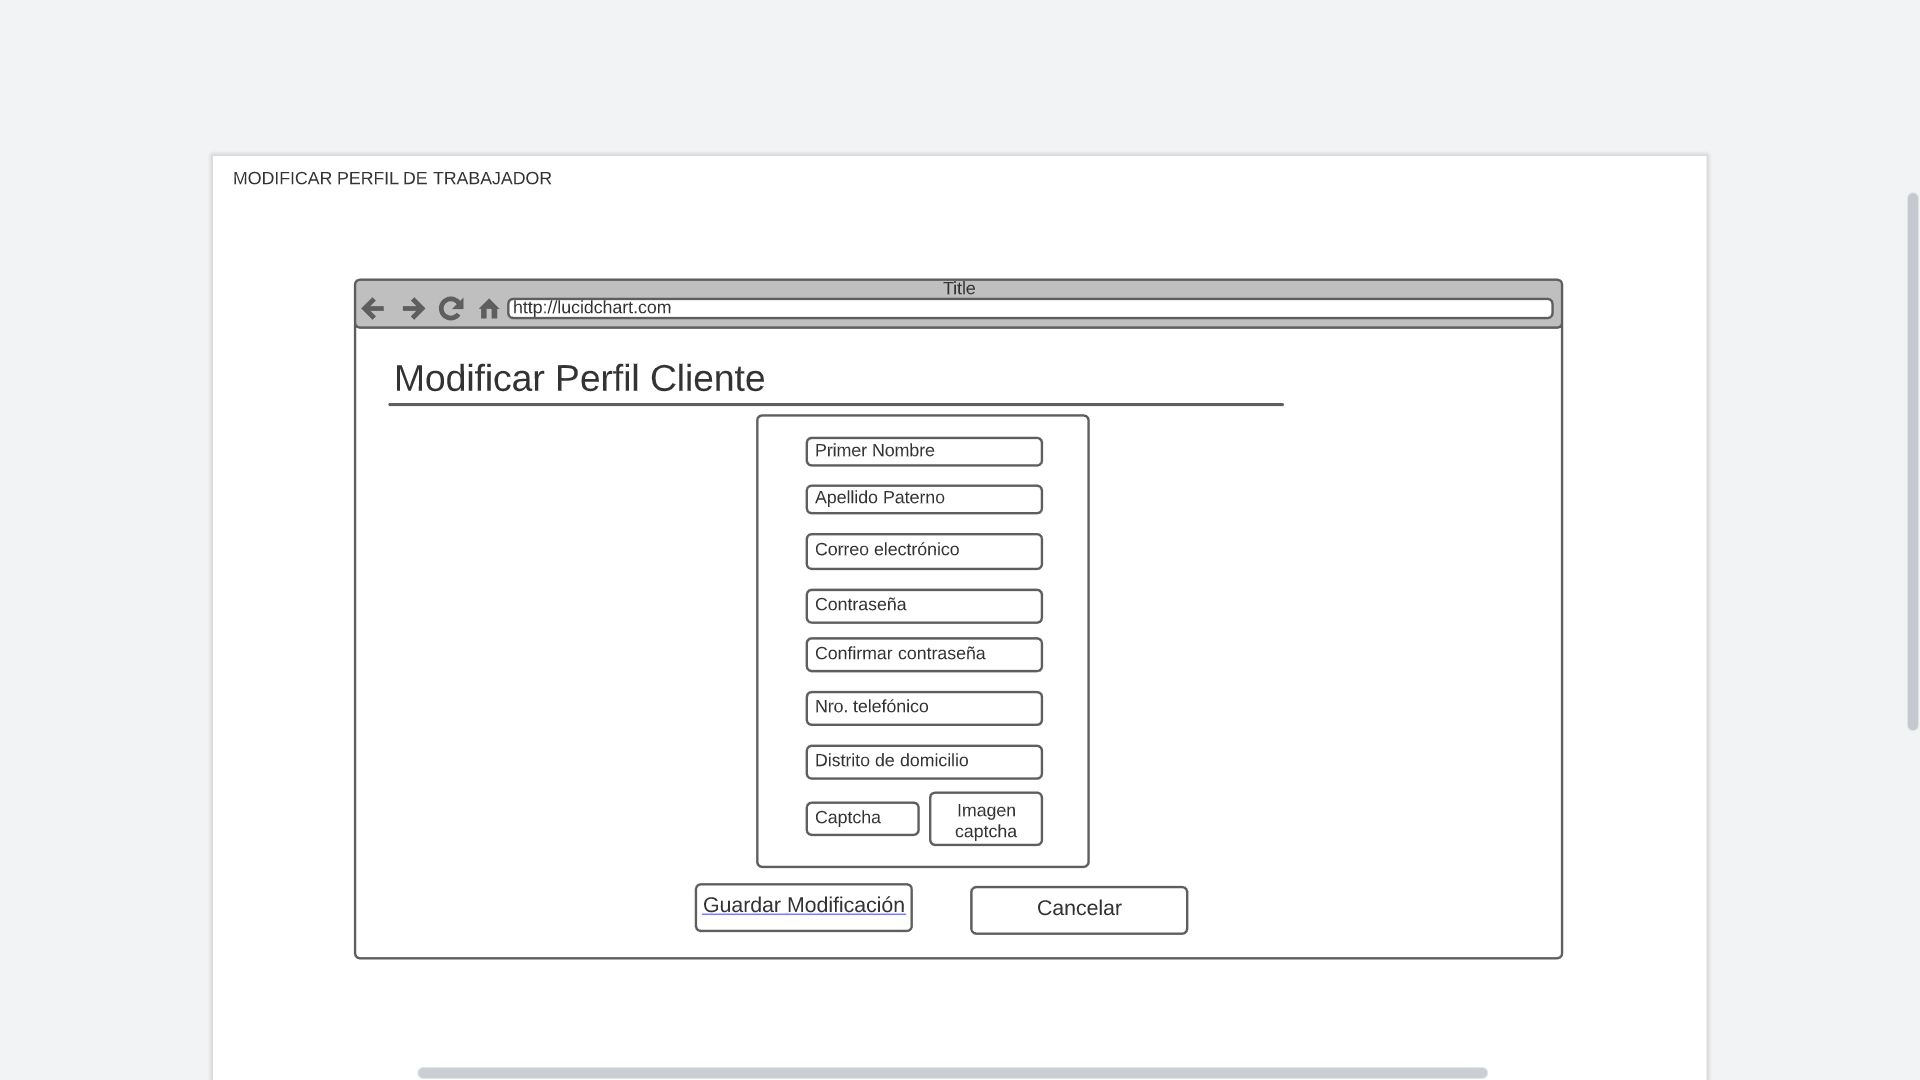 MODIFICAR PERFIL DE TRABAJADOR
Title
http://lucidchart.com
Modificar Perfil Cliente
Primer Nombre
Apellido Paterno
Correo electrónico
Contraseña
Confirmar contraseña
Nro. telefónico
Distrito de domicilio
Captcha
Imagen
captcha
Guardar Modificación
Cancelar